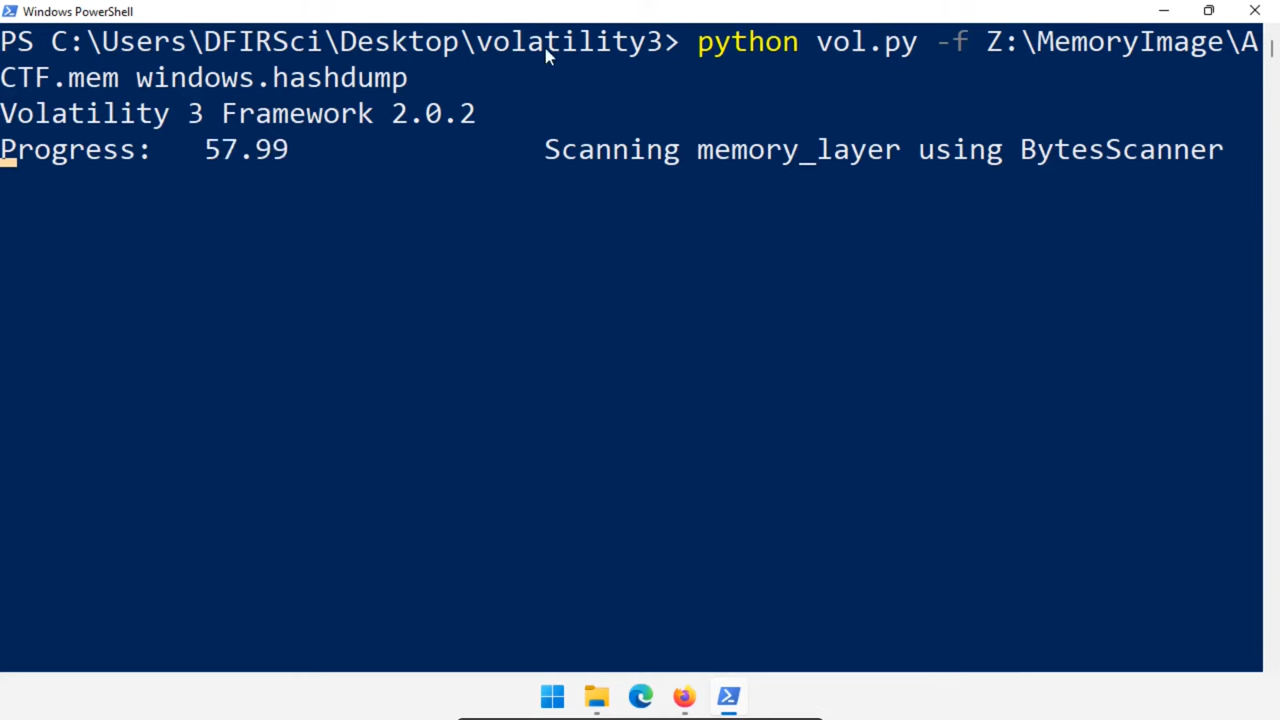 Windows PowerShell
PS C:\Users\DFIRSci\Desktop\volatility3> python vol.py -f Z:\MemoryImage\A
CTF.mem windows.hashdump
Volatility 3 Framework 2.0.2
Progress:   57.99               Scanning memory_layer using BytesScanner